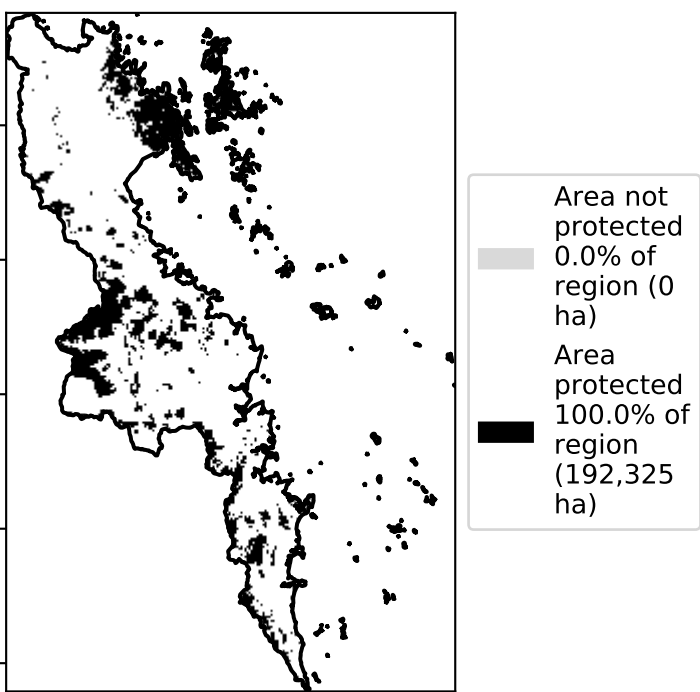 Area not
protected
0.0% of
region (0
ha)
Area
protected
100.0% of
region
(192,325
ha)